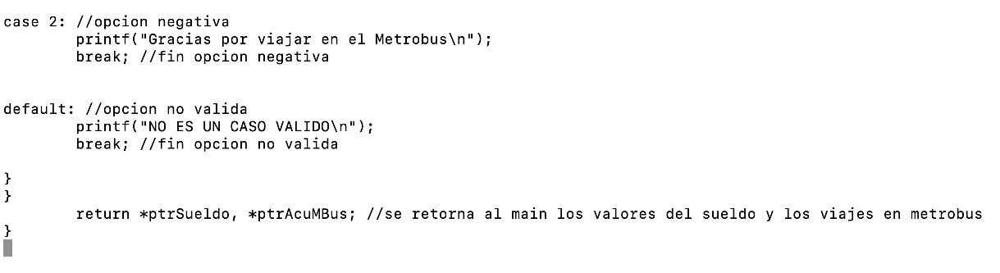 case 2: //opcion negativa
printf("Gracias por viajar en el Metrobus\n");
break; //fin opcion negativa
default: //opcion no valida
printf("NO ES UN CASO VALIDO\n");
break; //fin opcion no valida
}
}
return *ptrSueldo, *ptrAcuMBus; //se retorna al main los valores del sueldo y los viajes en metrobus
}